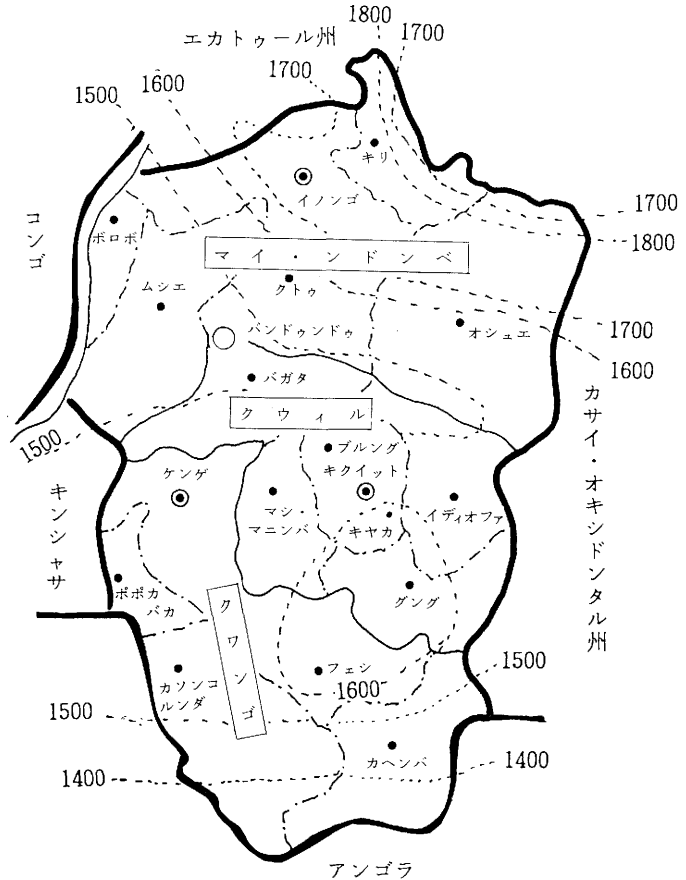 1800
1700
エカトゥール州
1700
1600
1500
キリ
イノンゴ
1700
コンゴ
ボロボ
1800
マイ・ンドンベ
ムシエ
クトゥ
オシュエ
1700
バンドゥンドゥ
1600
バガタ
カサイ・オキシドンタル州
クウィル
1500
ブルング
ケンゲ
キクイット
キンシャサ
マシ・
マニンバ
キヤカ
イディオファ
ポポカ
バカ
グング
クワンゴ
フェシ
1500
カソンコ
ルンダ
1600
1500
カヘンバ
1400
1400
アンゴラ